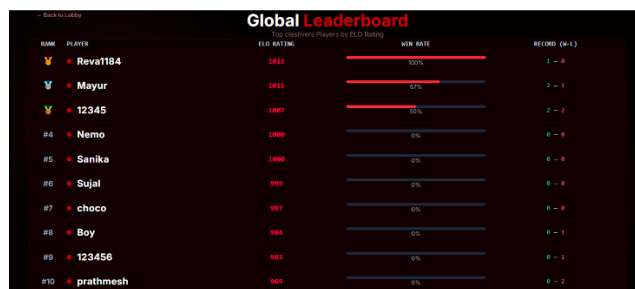 ← Back to Lobby
Global Leaderboard
Top clashvers Players by ELO Rating
RANK PLAYER ELO RATING WIN RATE RECORD (W-L)
Reva1184 1015 100% 1 - 0
Mayur 1015 67% 2 - 1
12345 1007 50% 2 - 2
#4 Nemo 1000 0% 0 - 0
#5 Sanika 1000 0% 0 - 0
#6 Sujal 999 0% 0 - 0
#7 choco 997 0% 0 - 0
#8 Boy 984 0% 0 - 1
#9 123456 983 0% 0 - 1
#10 prathmesh 969 0% 0 - 2